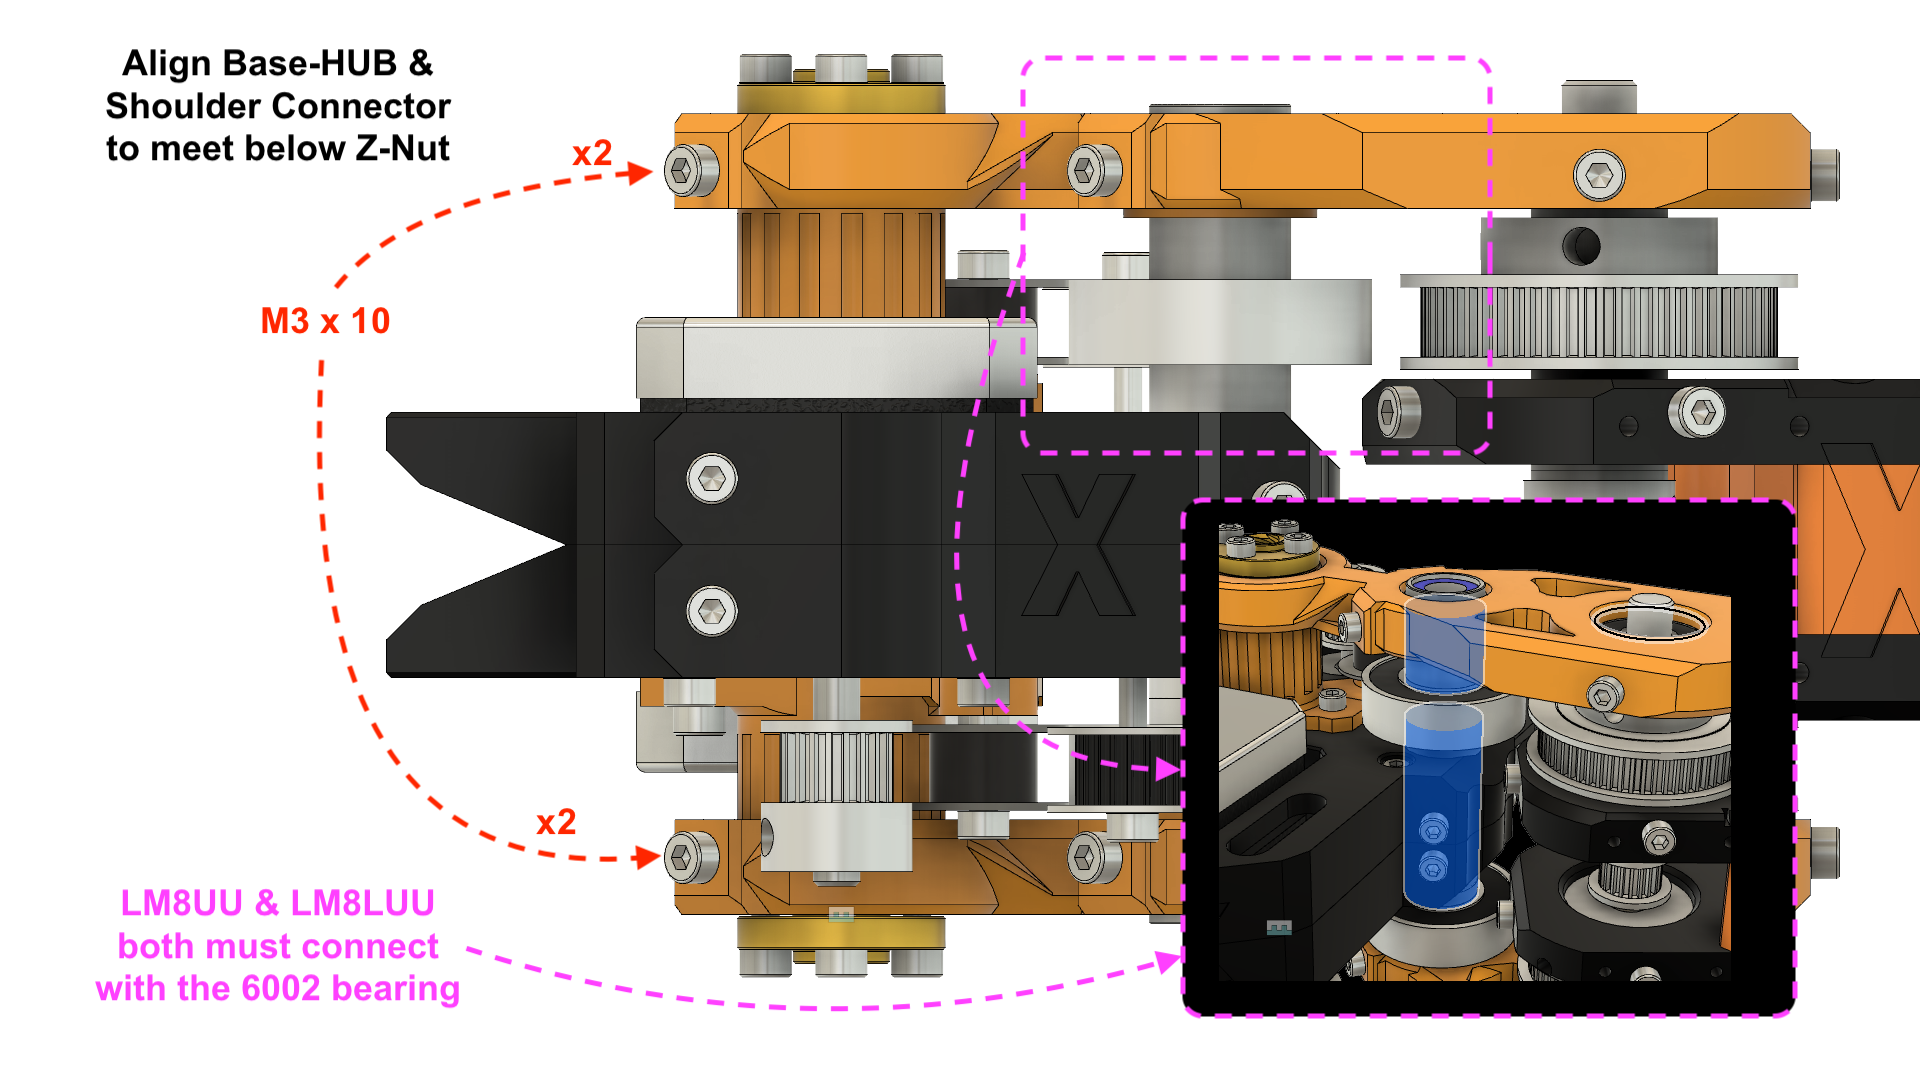 Align Base-HUB &
Shoulder Connector
to meet below Z-Nut
x2
M3 x 10
x2
LM8UU & LM8LUU
both must connect
with the 6002 bearing
X
X